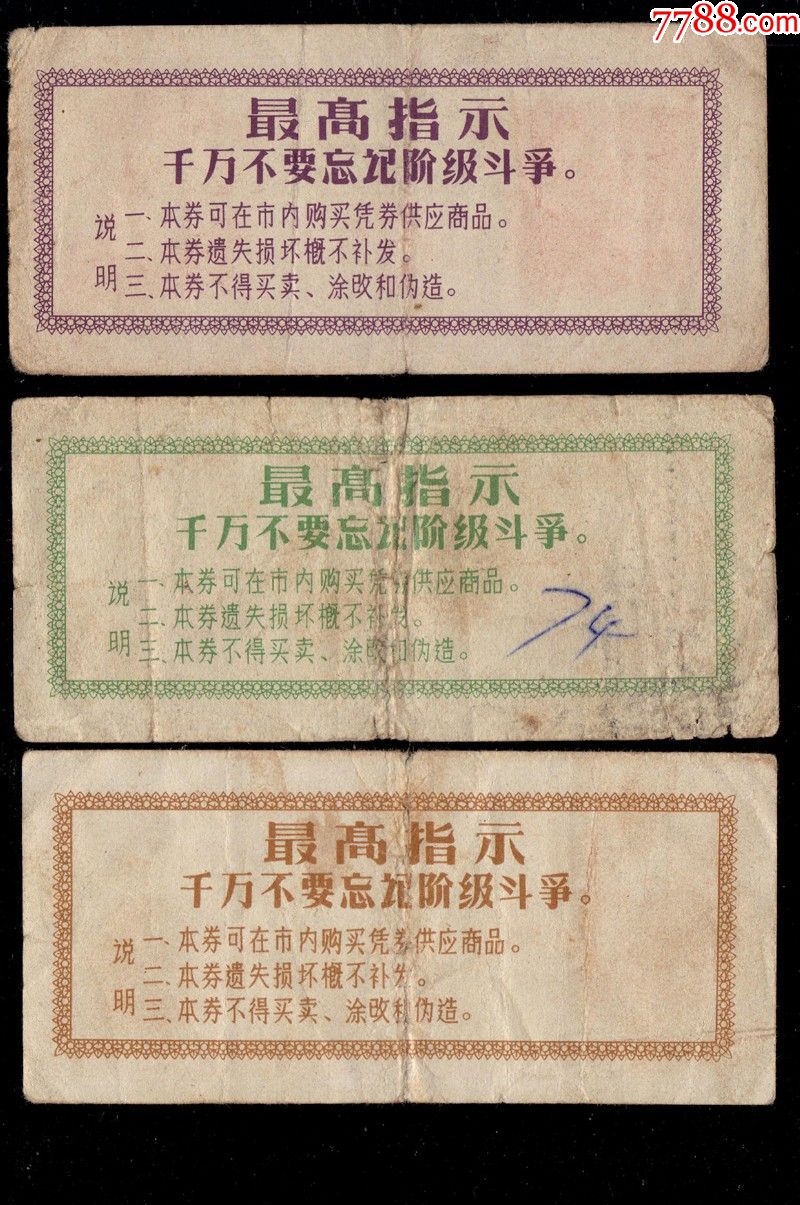 7788.com
最高指示
千万不要忘记阶级斗爭。
说明
一、本券可在市内购买凭券供应商品。
二、本券遗失损坏概不补发。
三、本券不得买卖、涂改和伪造。
最高指示
千万不要忘记阶级斗爭。
说明
一、本券可在市内购买凭券供应商品。
二、本券遗失损坏概不补发。
三、本券不得买卖、涂改和伪造。
74
最高指示
千万不要忘记阶级斗爭。
说明
一、本券可在市内购买凭券供应商品。
二、本券遗失损坏概不补发。
三、本券不得买卖、涂改和伪造。